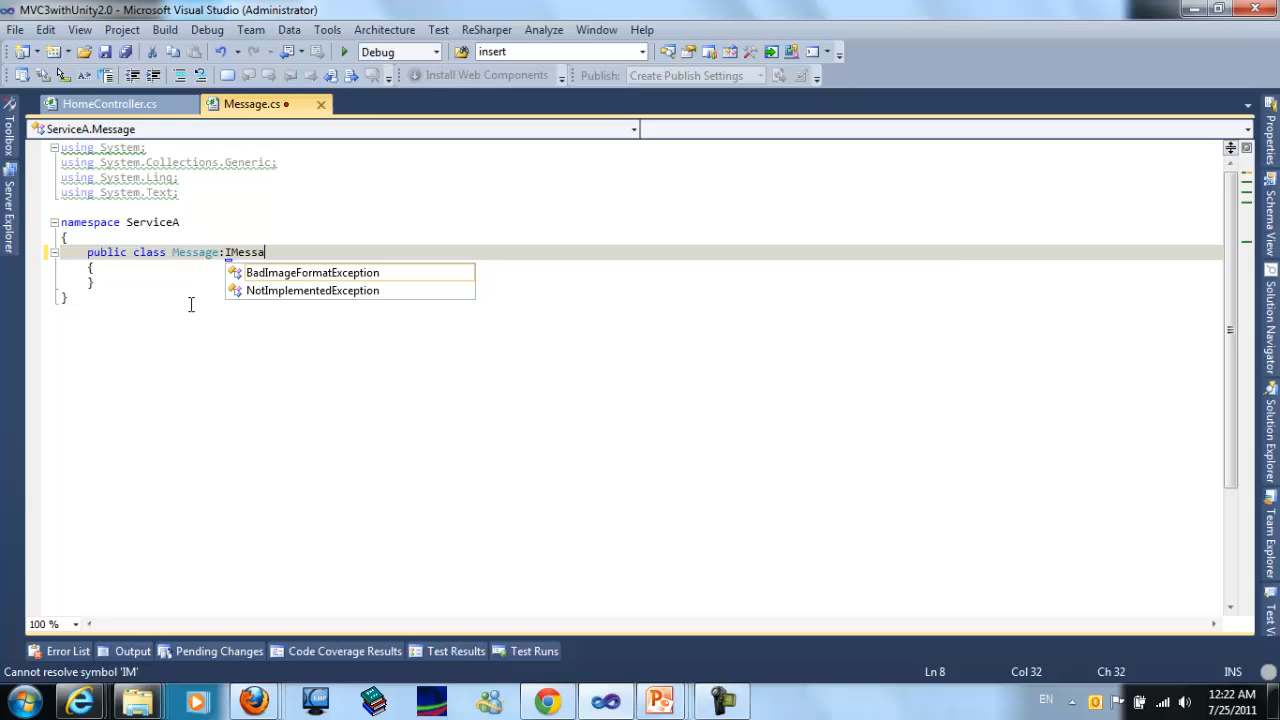 MVC3withUnity2.0 - Microsoft Visual Studio (Administrator)
File Edit View Project Build Debug Team Data Tools Architecture Test ReSharper Analyze Window Help
Debug insert
Install Web Components Publish: Create Publish Settings
HomeController.cs Message.cs
ServiceA.Message
using System;
using System.Collections.Generic;
using System.Linq;
using System.Text;
namespace ServiceA
{
public class Message:IMessa
{
BadImageFormatException
}
NotImplementedException
}
Toolbox
Server Explorer
Properties
Schema View
Solution Navigator
Solution Explorer
Team Explorer
Test Vi
100 %
Error List Output Pending Changes Code Coverage Results Test Results Test Runs
Cannot resolve symbol 'IM' Ln 8 Col 32 Ch 32 INS
EN 12:22 AM
7/25/2011